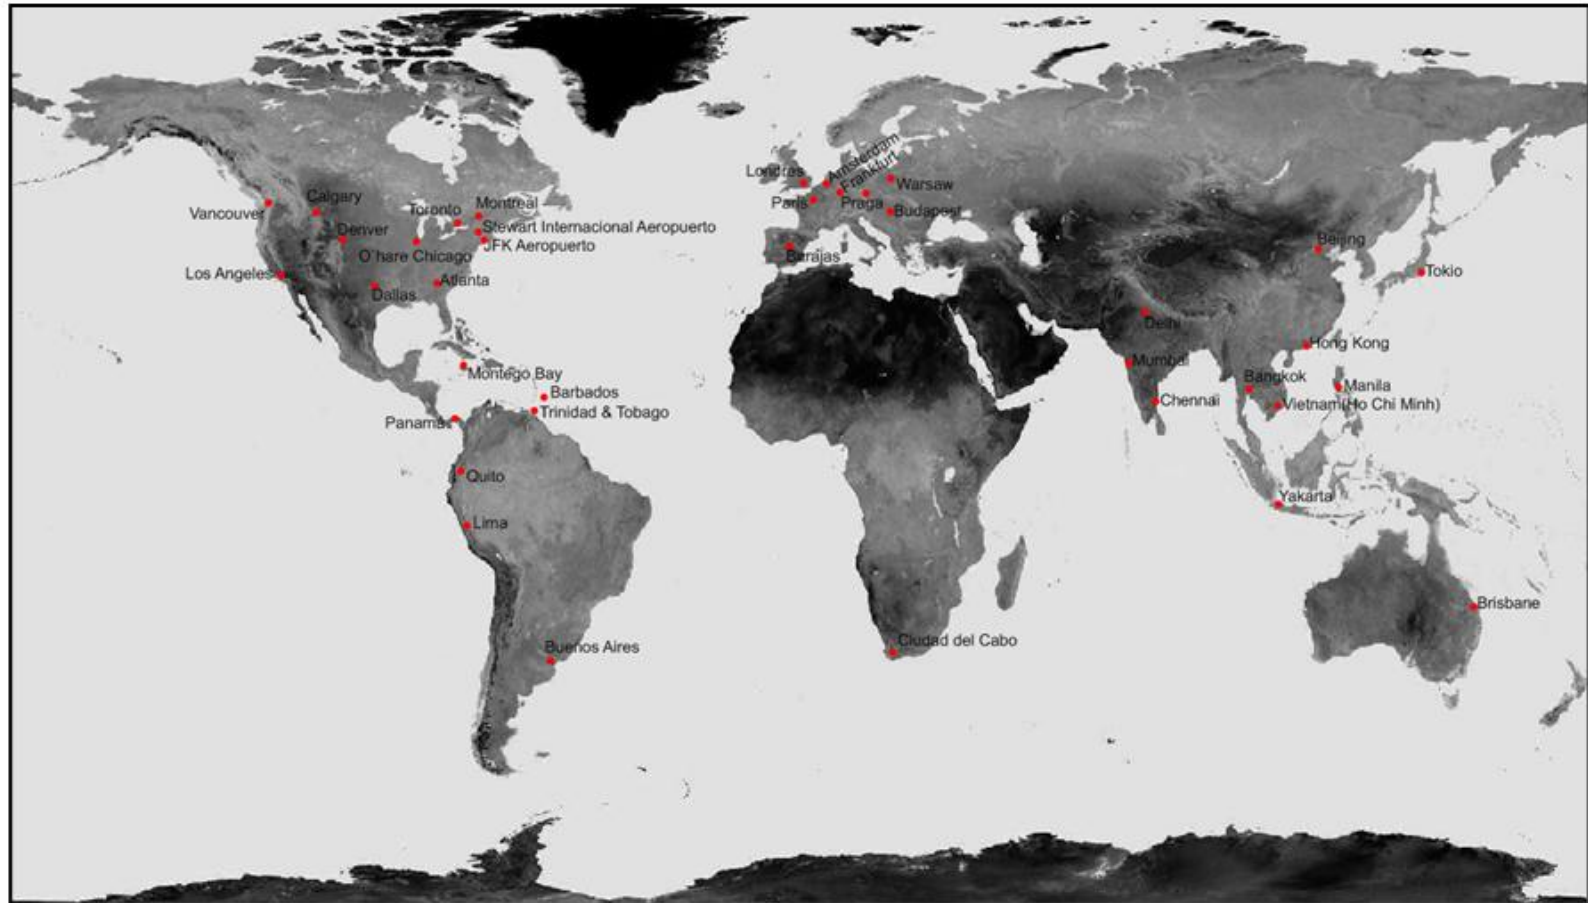 Londres
Amsterdam
Frankfurt
Warsaw
Paris
Praga
Budapest
Barajas
Vancouver
Calgary
Toronto
Montreal
Denver
Stewart Internacional Aeropuerto
JFK Aeropuerto
O´hare Chicago
Los Angeles
Dallas
Atlanta
Beijing
Tokio
Delhi
Hong Kong
Mumbai
Bangkok
Manila
Chennai
Vietnam(Ho Chi Minh)
Montego Bay
Barbados
Trinidad & Tobago
Panamá
Quito
Lima
Yakarta
Brisbane
Buenos Aires
Ciudad del Cabo